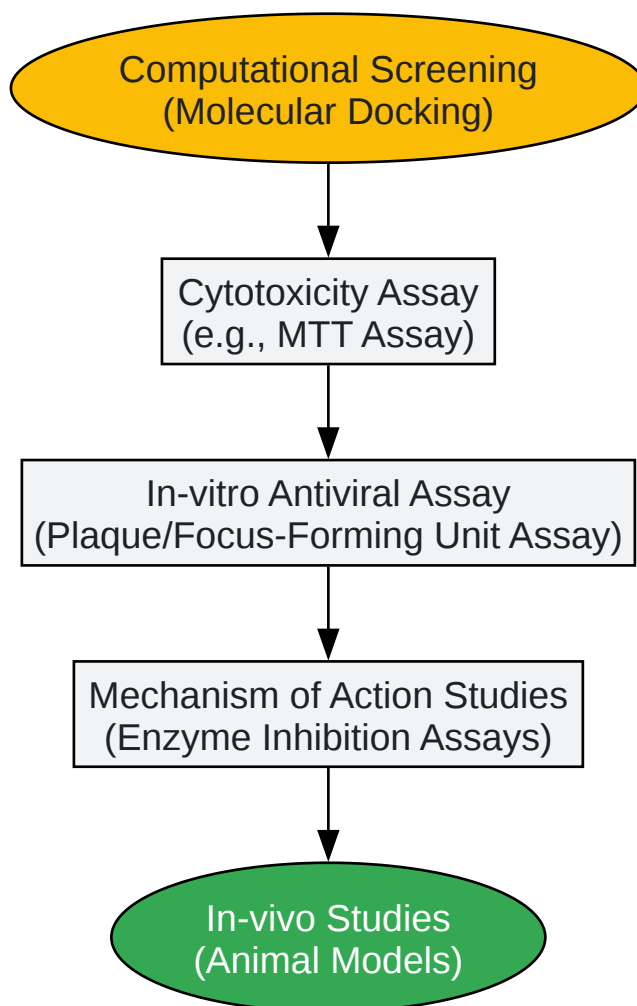 Computational Screening
(Molecular Docking)
Cytotoxicity Assay
(e.g., MTT Assay)
In-vitro Antiviral Assay
(Plaque/Focus-Forming Unit Assay)
Mechanism of Action Studies
(Enzyme Inhibition Assays)
In-vivo Studies
(Animal Models)